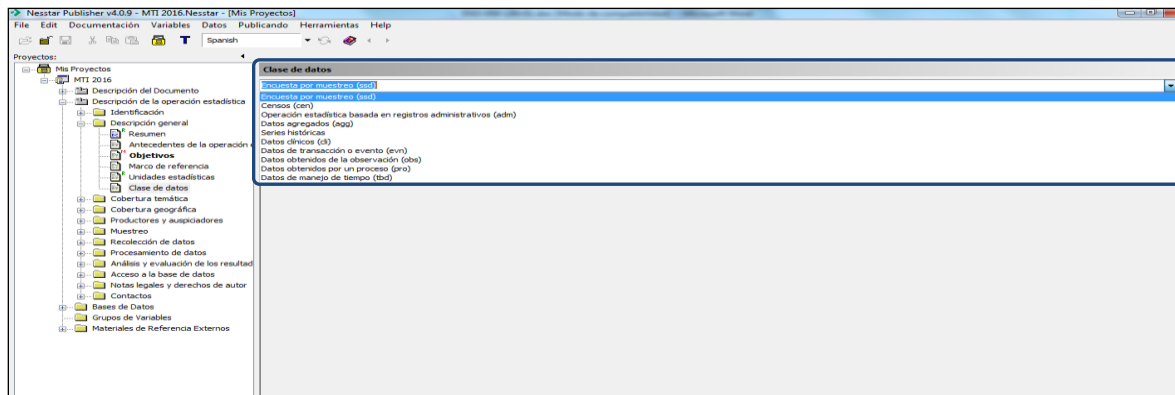 Nesstar Publisher v4.0.9 - MTI 2016.Nesstar - [Mis Proyectos]
File Edit Documentación Variables Datos Publicando Herramientas Help
Spanish
Proyectos:
Mis Proyectos
MTI 2016
Descripción del Documento
Descripción de la operación estadística
Identificación
Descripción general
Resumen
Antecedentes de la operación e
Objetivos
Marco de referencia
Unidades estadísticas
Clase de datos
Cobertura temática
Cobertura geográfica
Productores y auspiciadores
Muestreo
Recolección de datos
Procesamiento de datos
Análisis y evaluación de los resultad
Acceso a la base de datos
Notas legales y derechos de autor
Contactos
Bases de Datos
Grupos de Variables
Materiales de Referencia Externos
Clase de datos
Encuesta por muestreo (ssd)
Encuesta por muestreo (ssd)
Censos (cen)
Operación estadística basada en registros administrativos (adm)
Datos agregados (agg)
Series históricas
Datos clínicos (cli)
Datos de transacción o evento (evn)
Datos obtenidos de la observación (obs)
Datos obtenidos por un proceso (pro)
Datos de manejo de tiempo (tbd)